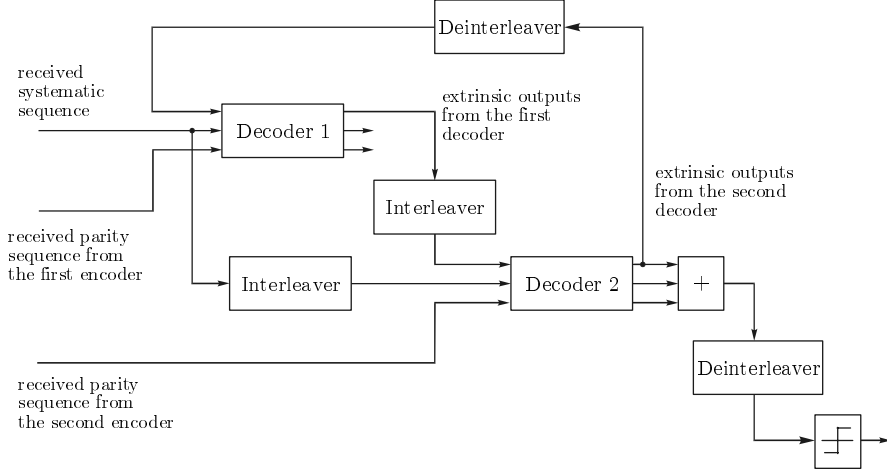 Deinterleaver
received
systematic
sequence
extrinsic outputs
from the first
decoder
Decoder 1
extrinsic outputs
from the second
decoder
Interleaver
received parity
sequence from
the first encoder
Interleaver
Decoder 2
+
Deinterleaver
received parity
sequence from
the second encoder